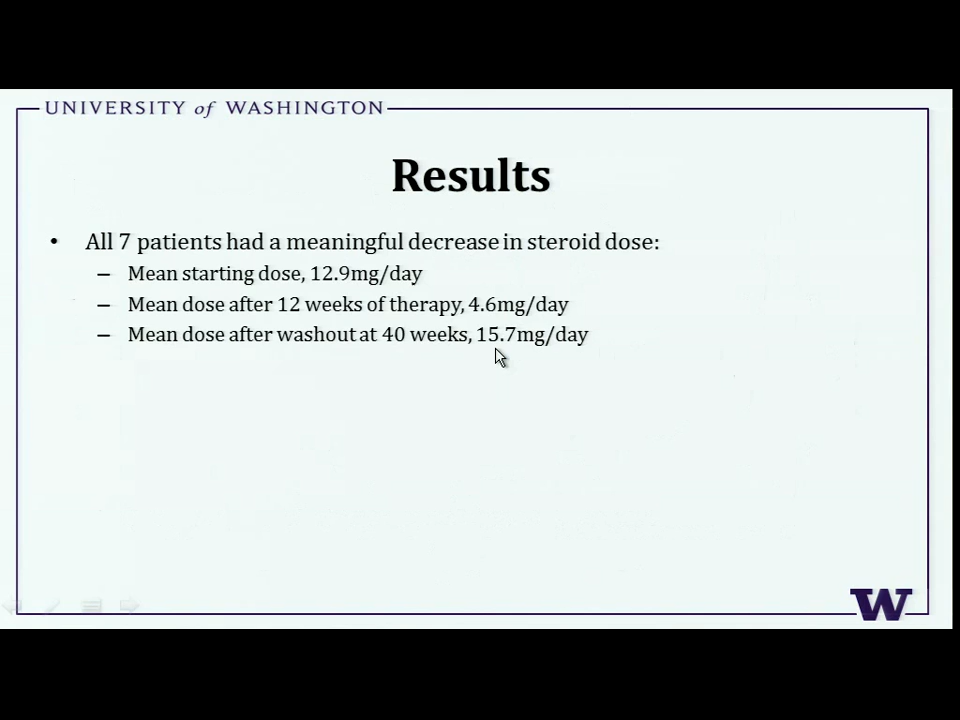 UNIVERSITY of WASHINGTON
Results
• All 7 patients had a meaningful decrease in steroid dose:
– Mean starting dose, 12.9mg/day
– Mean dose after 12 weeks of therapy, 4.6mg/day
– Mean dose after washout at 40 weeks, 15.7mg/day
W